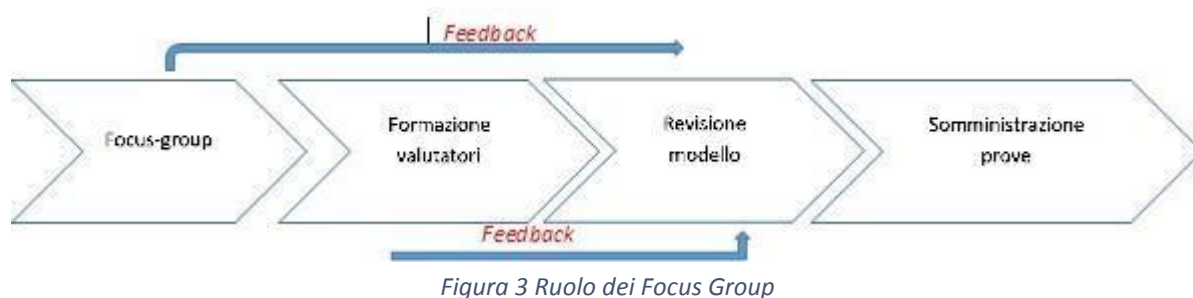 Feedback
Focus-group
Formazione
valutatori
Revisione
modello
Somministrazione
prove
Feedback
Figura 3 Ruolo dei Focus Group